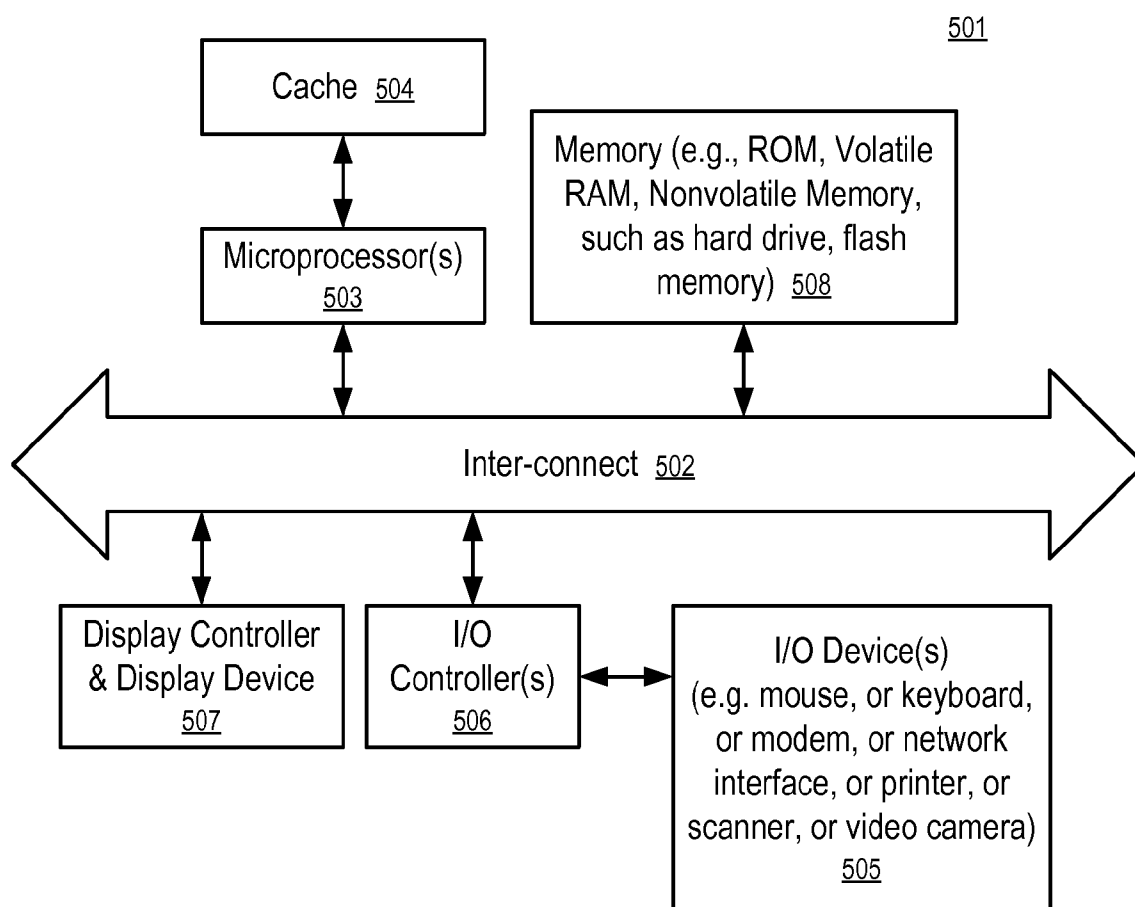 501
Cache 504
Memory (e.g., ROM, Volatile
RAM, Nonvolatile Memory,
such as hard drive, flash
memory) 508
Microprocessor(s)
503
Inter-connect 502
Display Controller
& Display Device
507
I/O
Controller(s)
506
I/O Device(s)
(e.g. mouse, or keyboard,
or modem, or network
interface, or printer, or
scanner, or video camera)
505